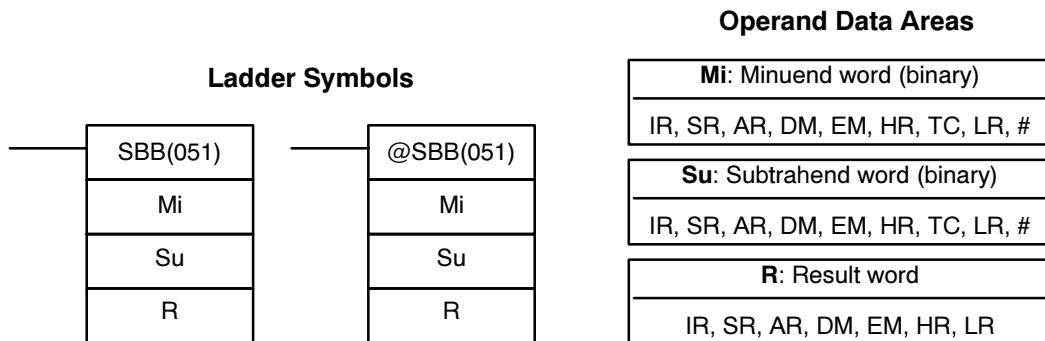 Operand Data Areas
Ladder Symbols
SBB(051)
Mi
Su
R
@SBB(051)
Mi
Su
R
Mi: Minuend word (binary)
IR, SR, AR, DM, EM, HR, TC, LR, #
Su: Subtrahend word (binary)
IR, SR, AR, DM, EM, HR, TC, LR, #
R: Result word
IR, SR, AR, DM, EM, HR, LR